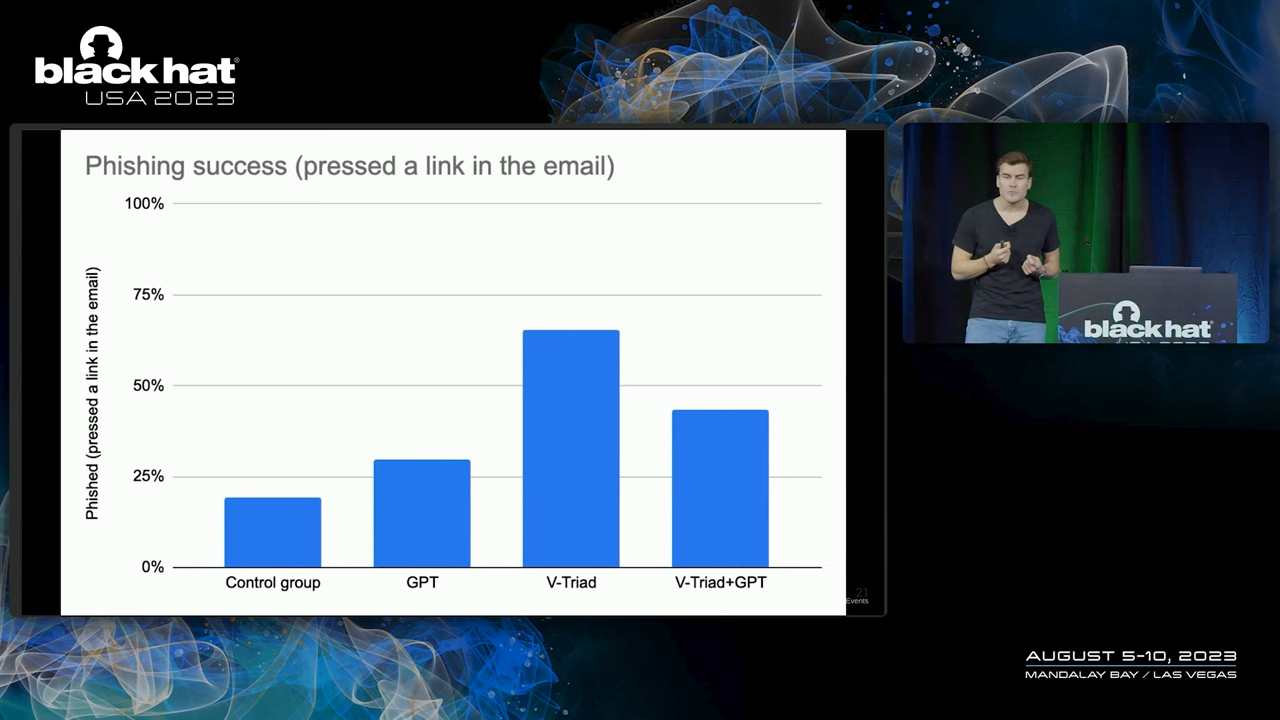 black hat®
USA 2023
Phishing success (pressed a link in the email)
Phished (pressed a link in the email)
100%
75%
50%
25%
0%
Control group
GPT
V-Triad
V-Triad+GPT
21
Events
black hat
AUGUST 5-10, 2023
MANDALAY BAY / LAS VEGAS